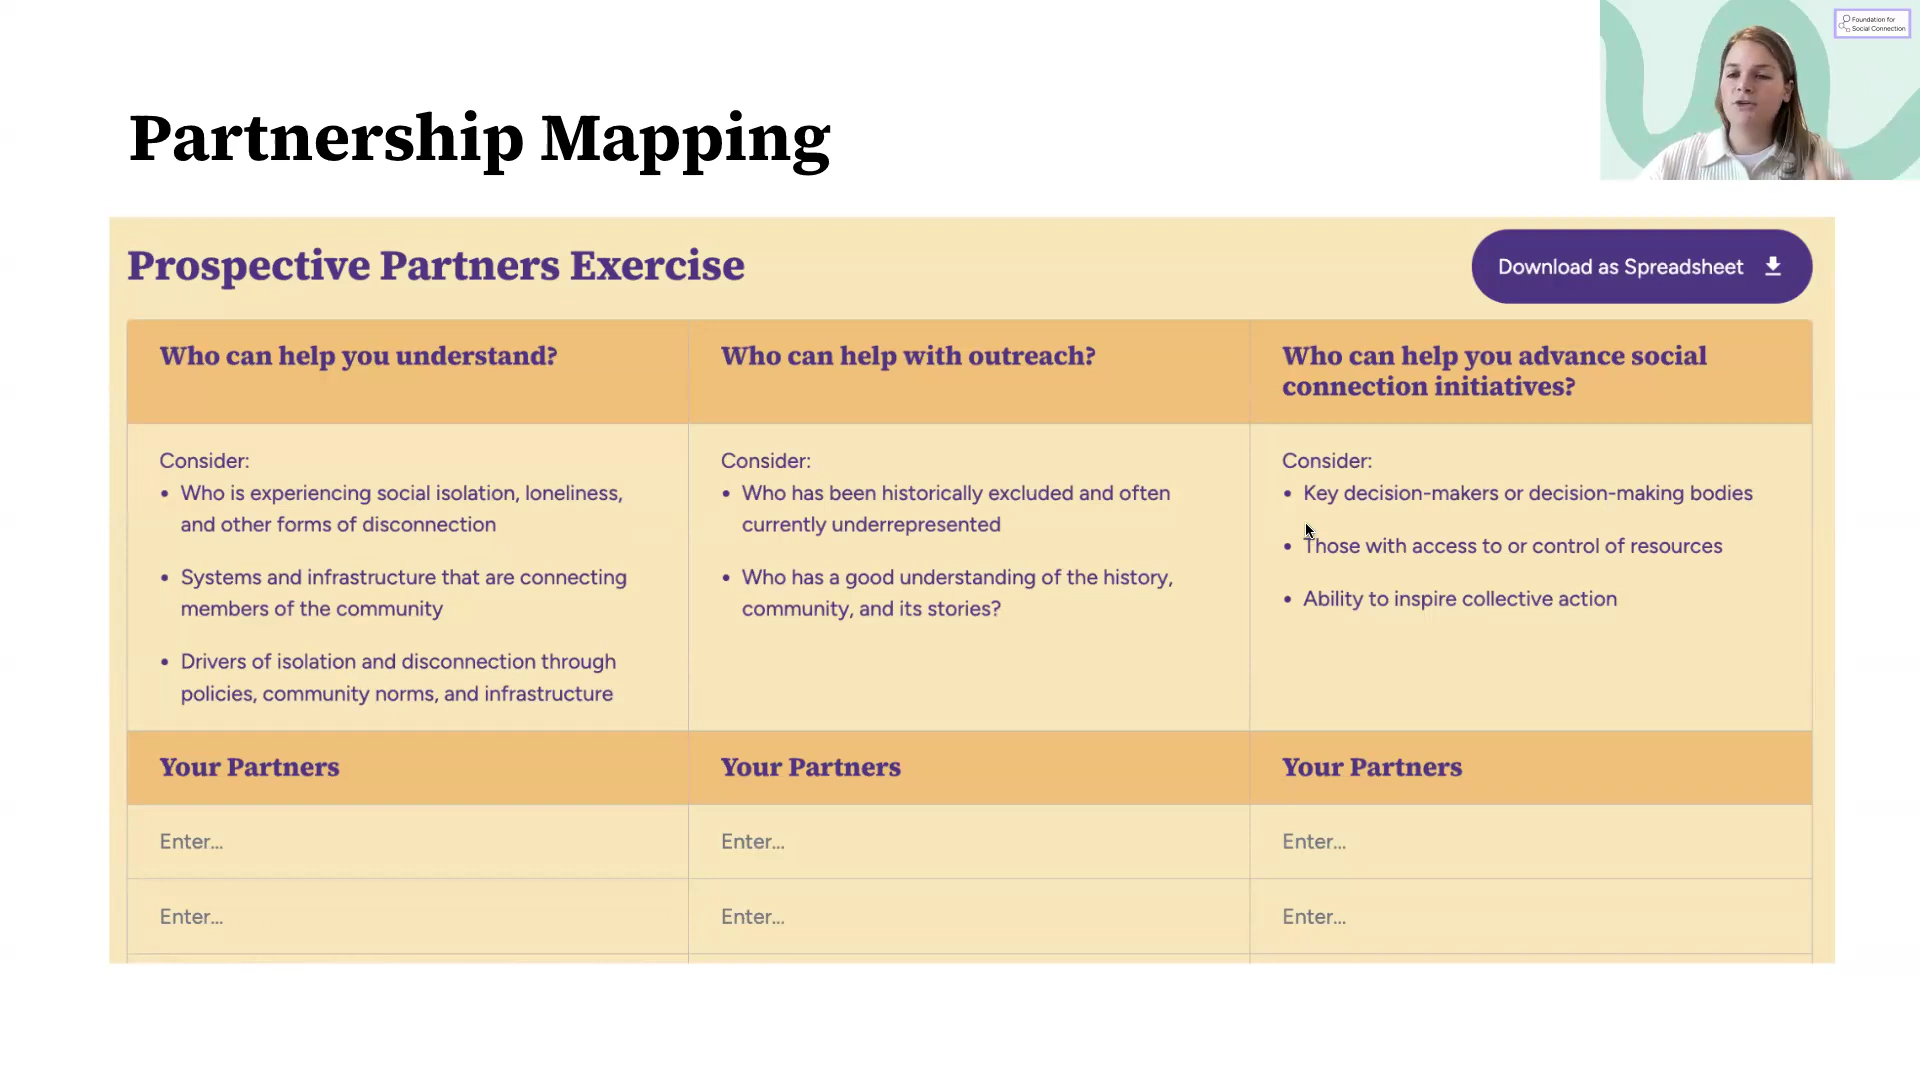 Foundation for
Social Connection
Partnership Mapping
Prospective Partners Exercise
Download as Spreadsheet
Who can help you understand?
Who can help with outreach?
Who can help you advance social
connection initiatives?
Consider:
• Who is experiencing social isolation, loneliness,
and other forms of disconnection
• Systems and infrastructure that are connecting
members of the community
• Drivers of isolation and disconnection through
policies, community norms, and infrastructure
Consider:
• Who has been historically excluded and often
currently underrepresented
• Who has a good understanding of the history,
community, and its stories?
Consider:
• Key decision-makers or decision-making bodies
• Those with access to or control of resources
• Ability to inspire collective action
Your Partners
Your Partners
Your Partners
Enter...
Enter...
Enter...
Enter...
Enter...
Enter...